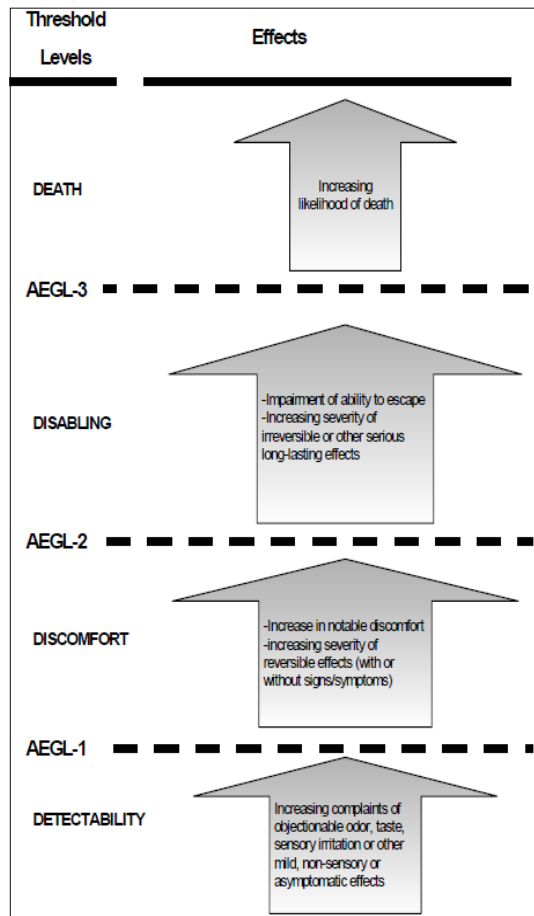 Threshold
Levels
Effects
DEATH
Increasing
likelihood of death
AEGL-3
DISABLING
-Impairment of ability to escape
-Increasing severity of
irreversible or other serious
long-lasting effects
AEGL-2
DISCOMFORT
-Increase in notable discomfort
-increasing severity of
reversible effects (with or
without signs/symptoms)
AEGL-1
DETECTABILITY
Increasing complaints of
objectionable odor, taste,
sensory irritation or other
mild, non-sensory or
asymptomatic effects